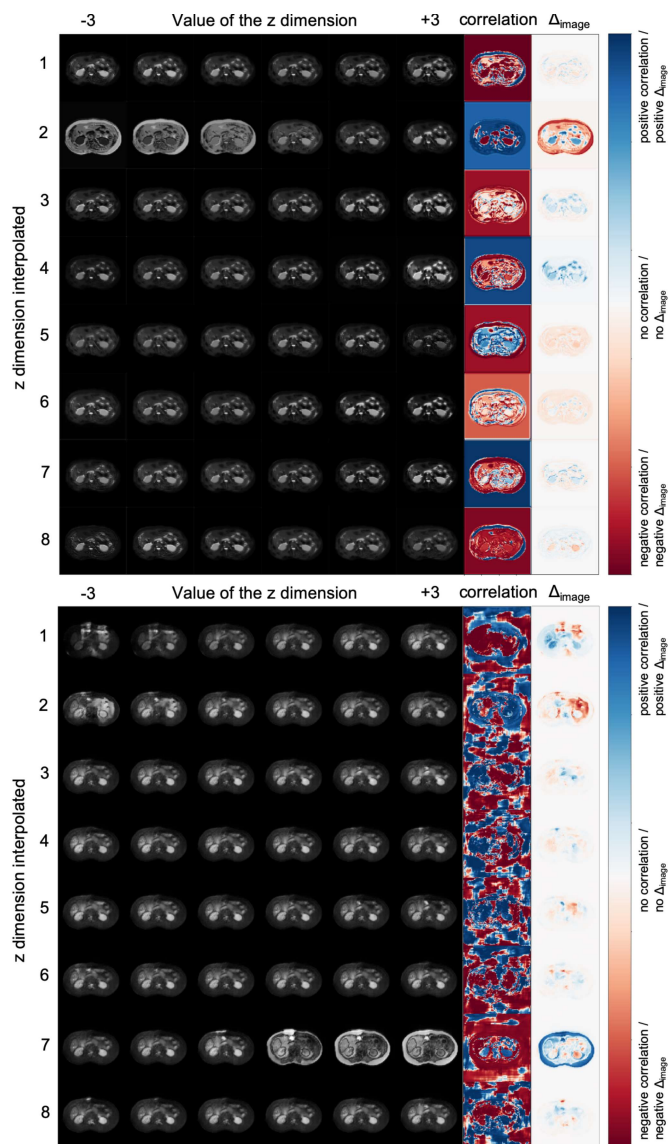 -3 Value of the z dimension +3 correlation Δimage
1
2
3
4
5
6
7
8
z dimension interpolated
positive correlation /
positive Δimage
no correlation /
no Δimage
negative correlation /
negative Δimage
-3 Value of the z dimension +3 correlation Δimage
1
2
3
4
5
6
7
8
z dimension interpolated
positive correlation /
positive Δimage
no correlation /
no Δimage
negative correlation /
negative Δimage